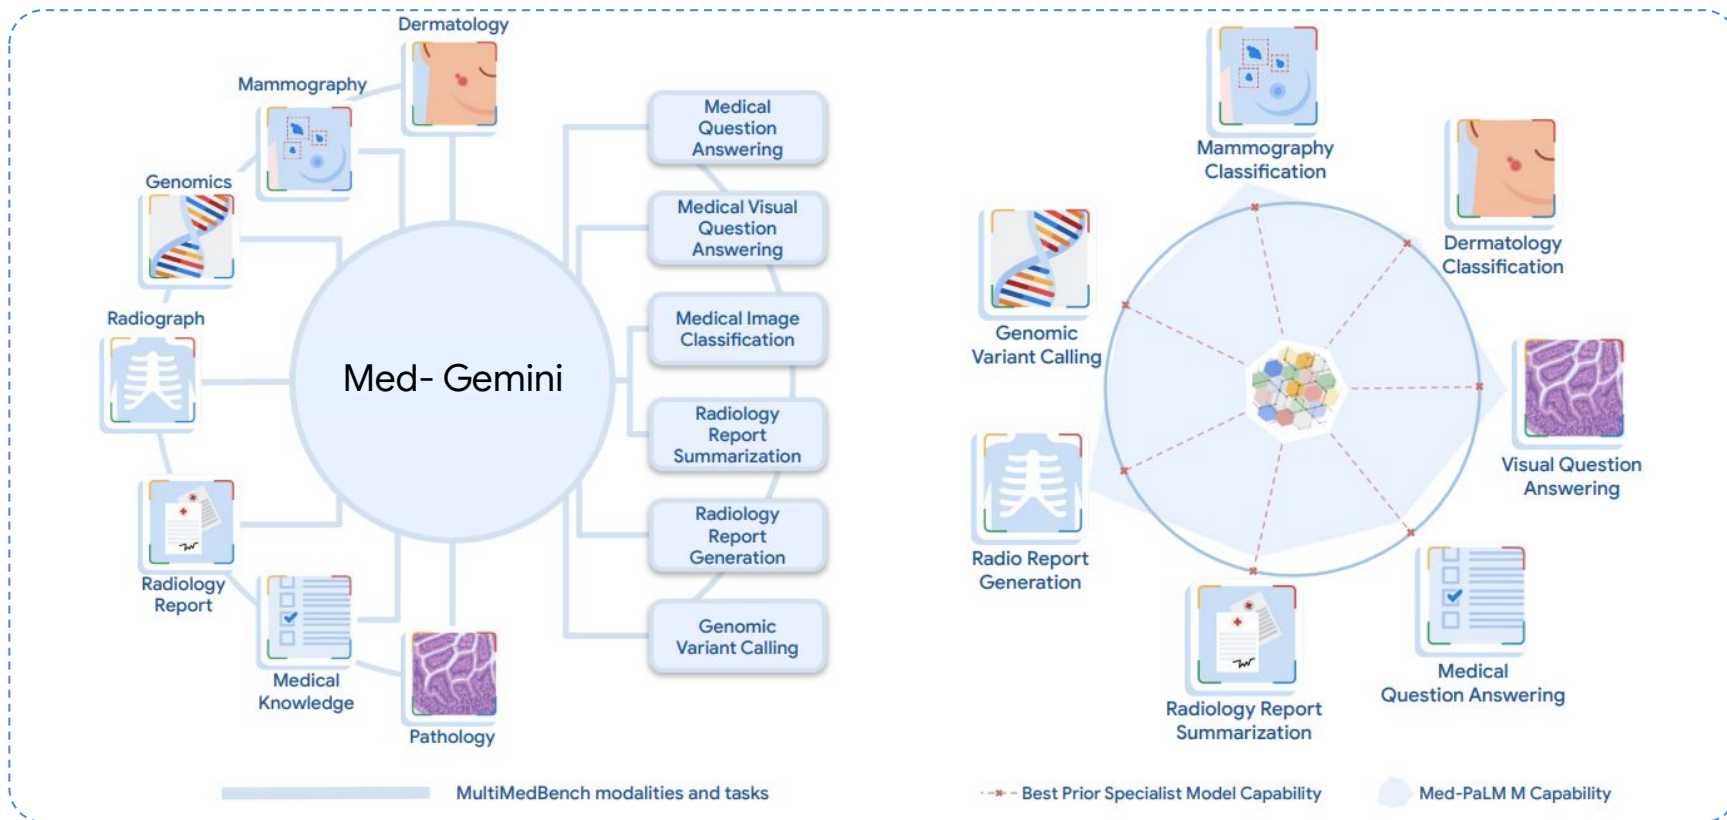 Dermatology
Mammography
Genomics
Radiograph
Radiology
Report
Medical
Knowledge
Pathology
Med- Gemini
Medical
Question
Answering
Medical Visual
Question
Answering
Medical Image
Classification
Radiology
Report
Summarization
Radiology
Report
Generation
Genomic
Variant Calling
MultiMedBench modalities and tasks
Mammography
Classification
Dermatology
Classification
Genomic
Variant Calling
Visual Question
Answering
Radio Report
Generation
Medical
Question Answering
Radiology Report
Summarization
Best Prior Specialist Model Capability
Med-PaLM M Capability